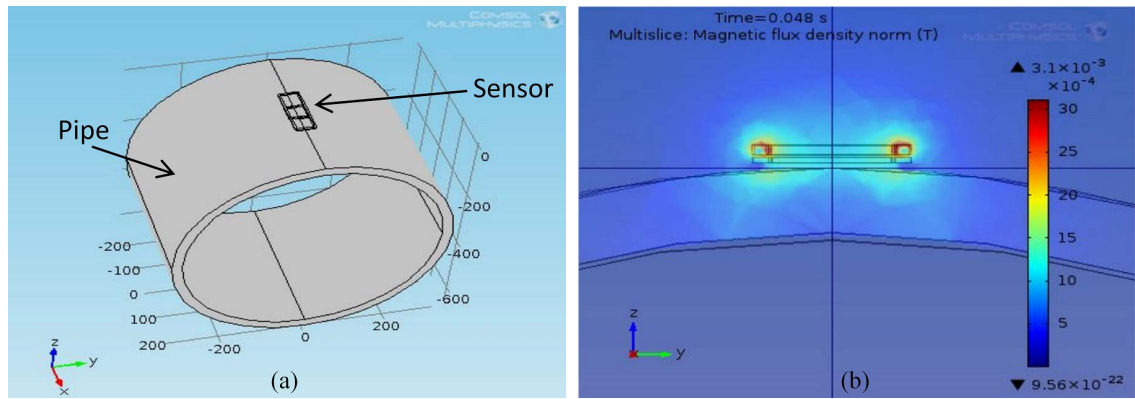 COMSOL
MULTIPHYSICS
Sensor
Pipe
0
-200
-400
-600
-200
-100
0
100
200
-200
0
200
z
y
x
(a)
Time=0.048 s
Multislice: Magnetic flux density norm (T)
COMSOL
MULTIPHYSICS
▲ 3.1×10⁻³
×10⁻⁴
30
25
20
15
10
5
▼ 9.56×10⁻²²
z
y
x
(b)